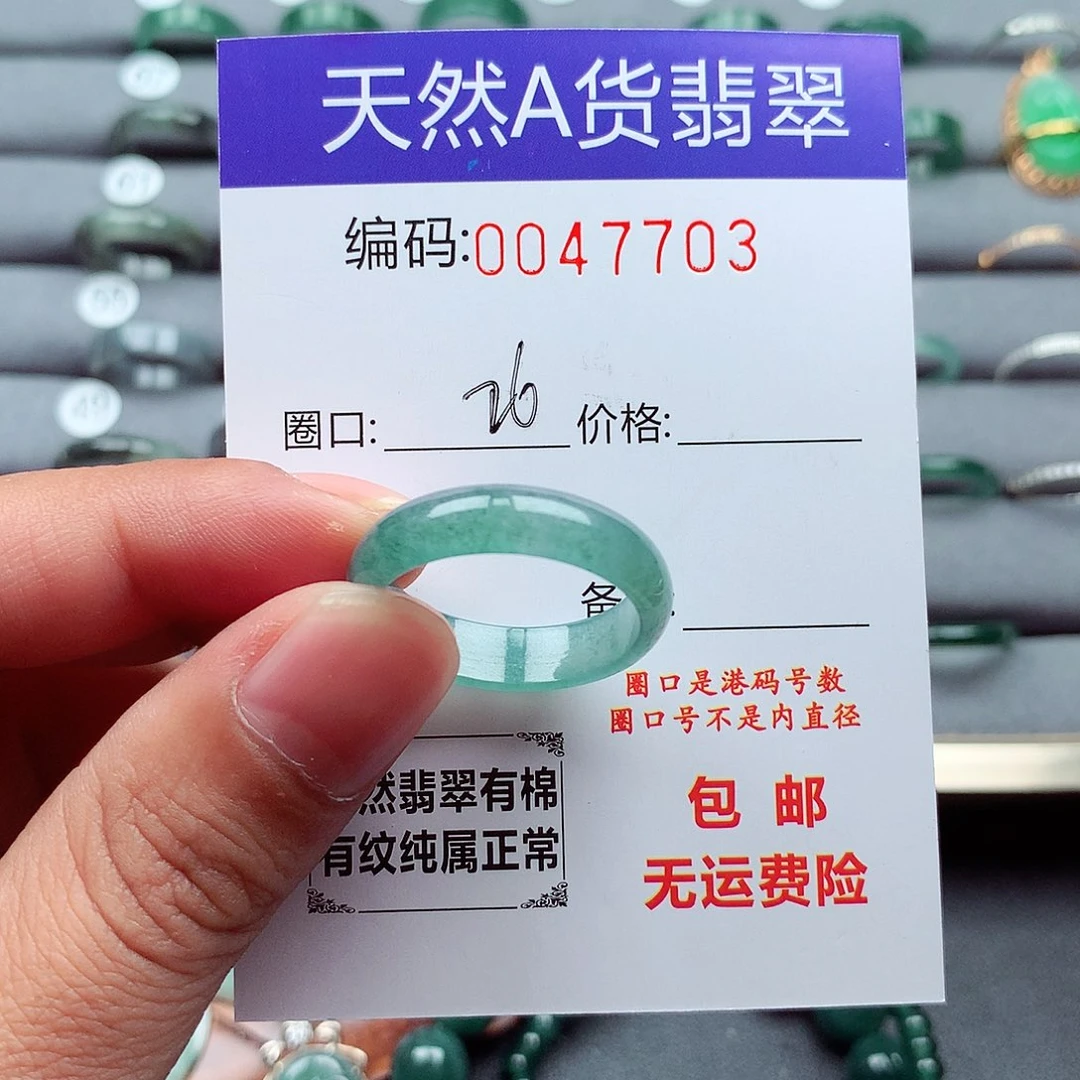 天然A货翡翠
编码:0047703
圈口: 26 价格:
备
圈口是港码号数
圈口号不是内直径
然翡翠有棉
有纹纯属正常
包 邮
无运费险